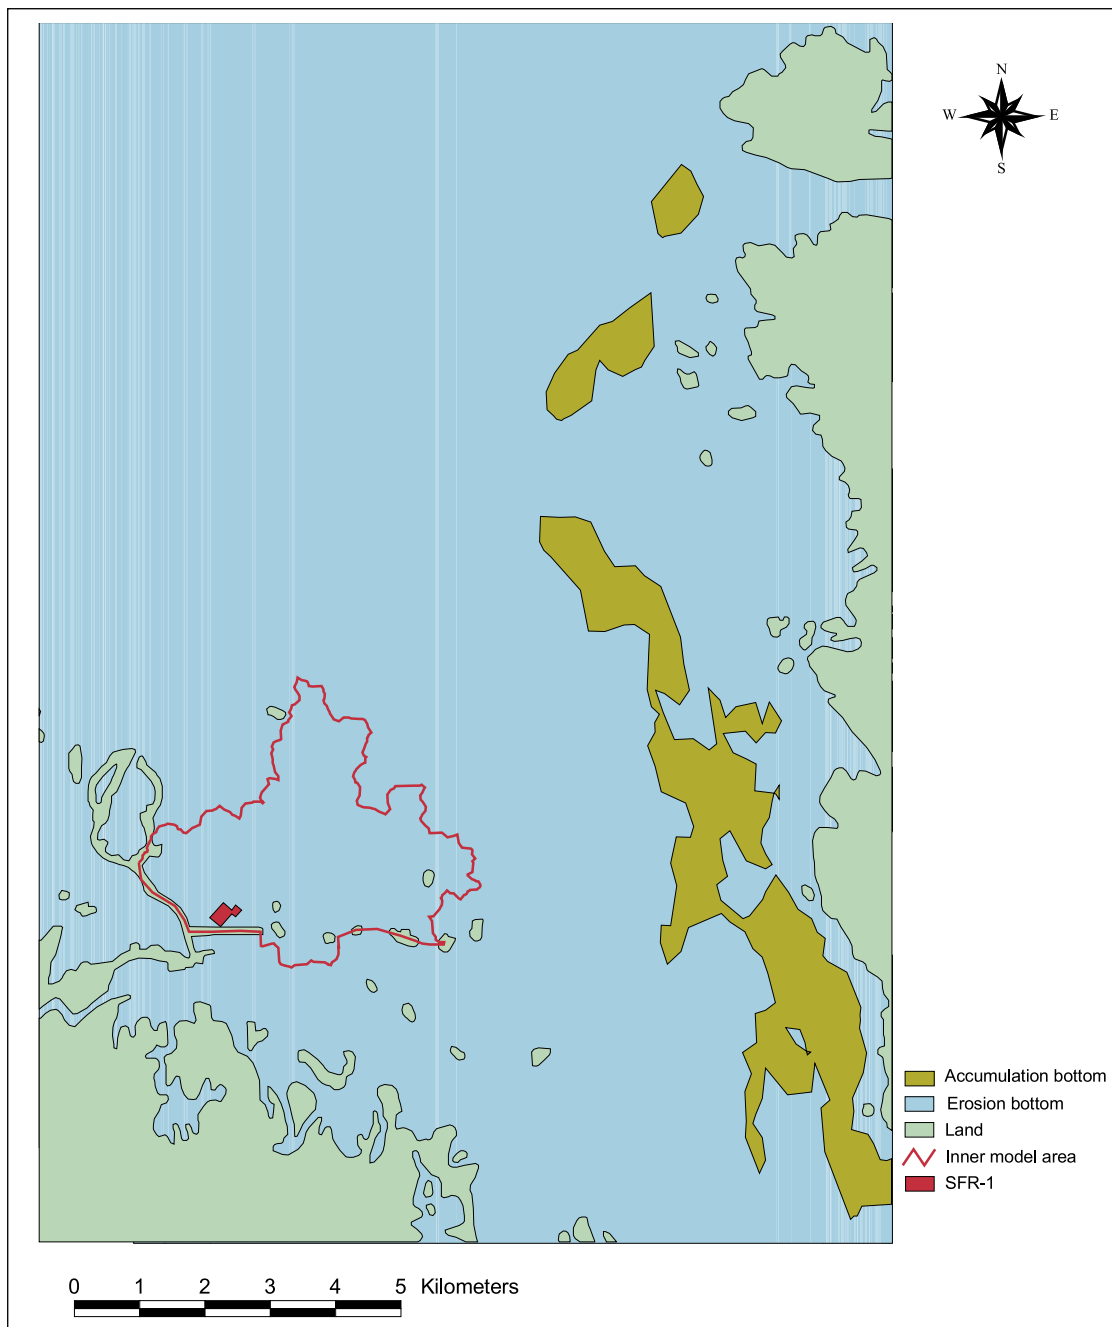 N
W E
S
Accumulation bottom
Erosion bottom
Land
Inner model area
SFR-1
0 1 2 3 4 5 Kilometers